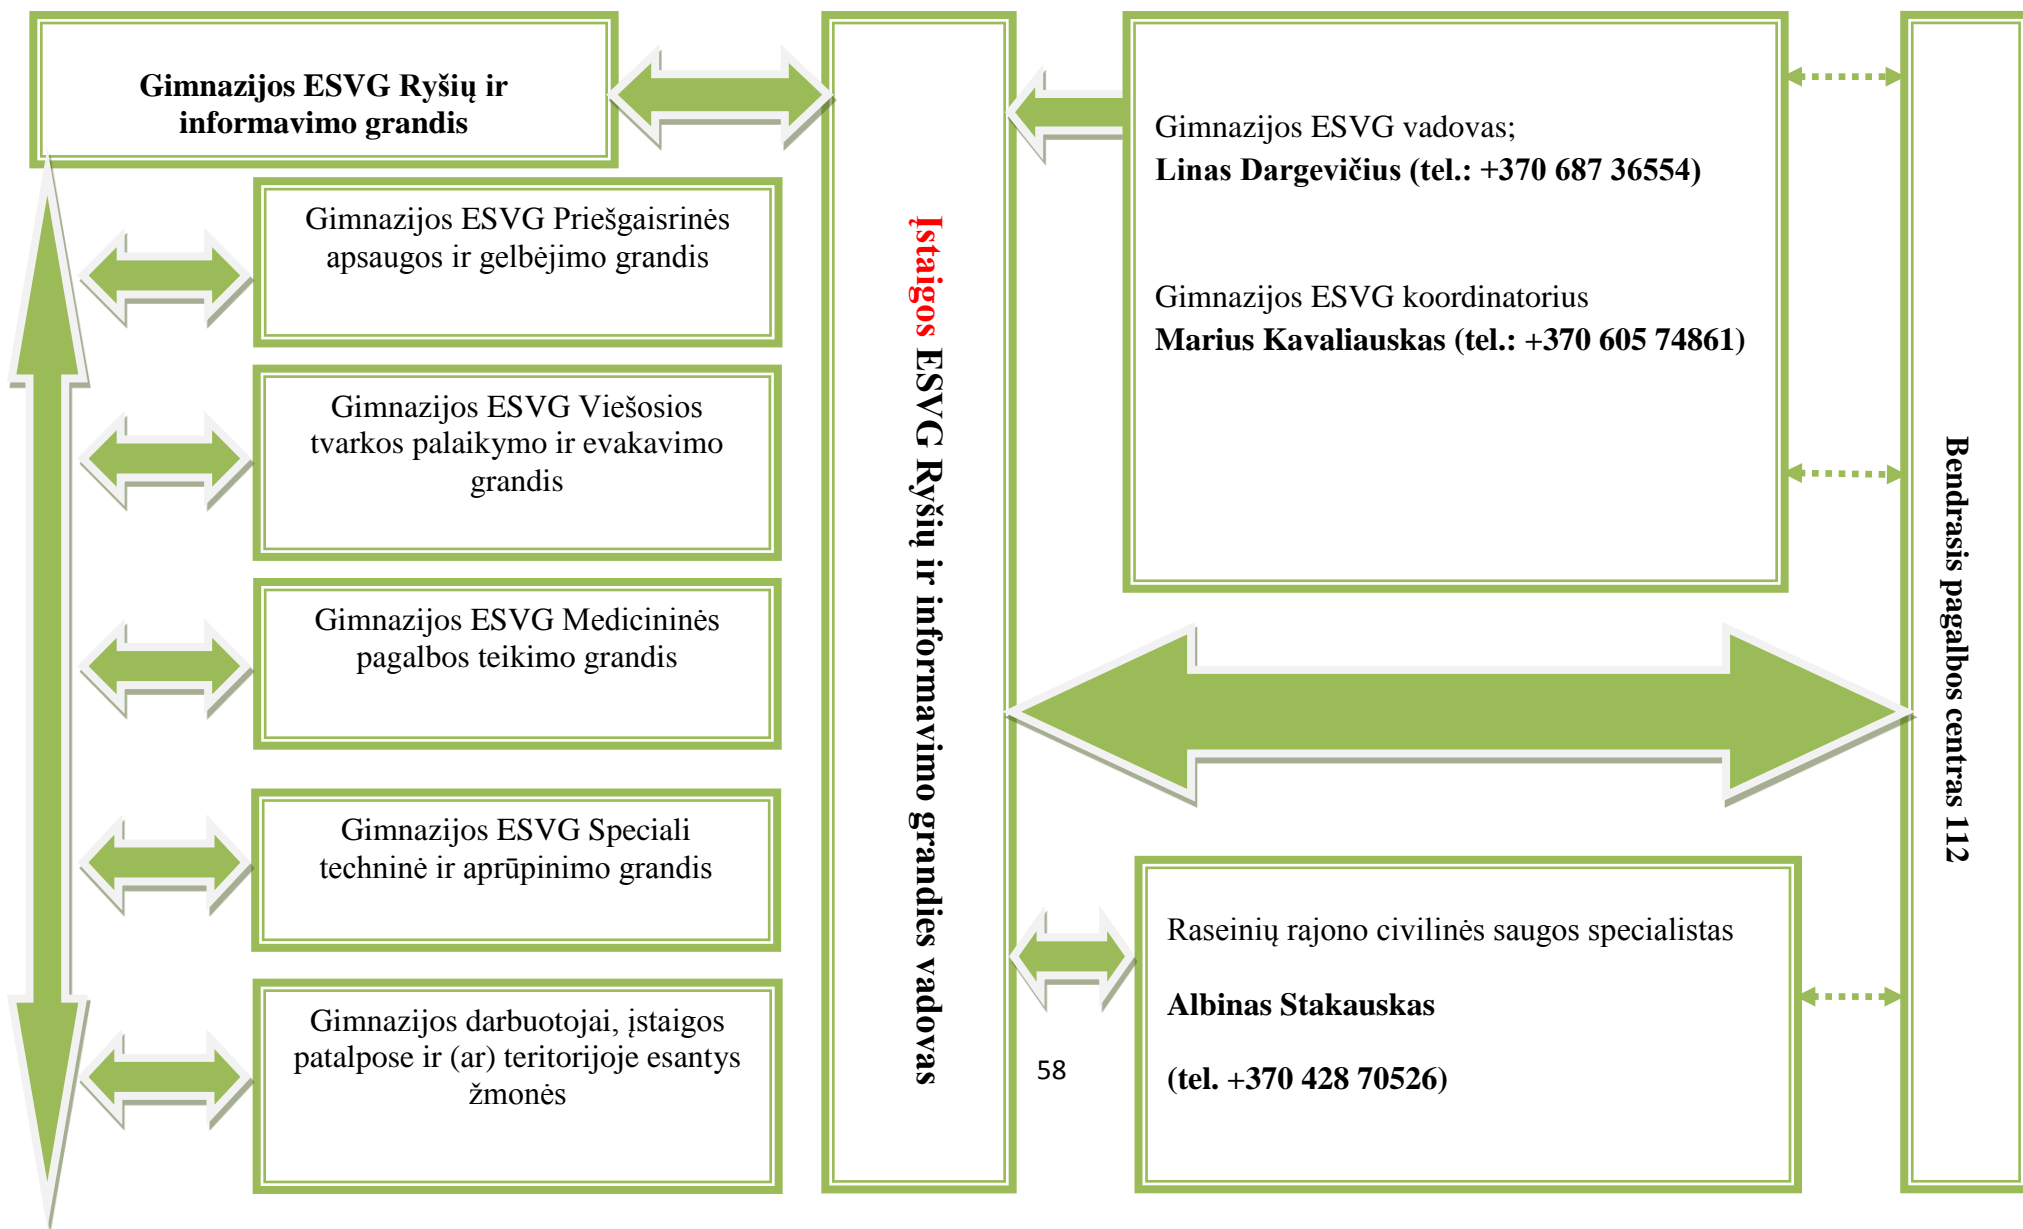 Gimnazijos ESVG Ryšių ir
informavimo grandis
Gimnazijos ESVG Priešgaisrinės
apsaugos ir gelbėjimo grandis
Gimnazijos ESVG Viešosios
tvarkos palaikymo ir evakavimo
grandis
Gimnazijos ESVG Medicininės
pagalbos teikimo grandis
Gimnazijos ESVG Speciali
techninė ir aprūpinimo grandis
Gimnazijos darbuotojai, įstaigos
patalpose ir (ar) teritorijoje esantys
žmonės
Įstaigos ESVG Ryšių ir informavimo grandies vadovas
Gimnazijos ESVG vadovas;
Linas Dargevičius (tel.: +370 687 36554)
Gimnazijos ESVG koordinatorius
Marius Kavaliauskas (tel.: +370 605 74861)
Raseinių rajono civilinės saugos specialistas
Albinas Stakauskas
(tel. +370 428 70526)
58
Bendrasis pagalbos centras 112